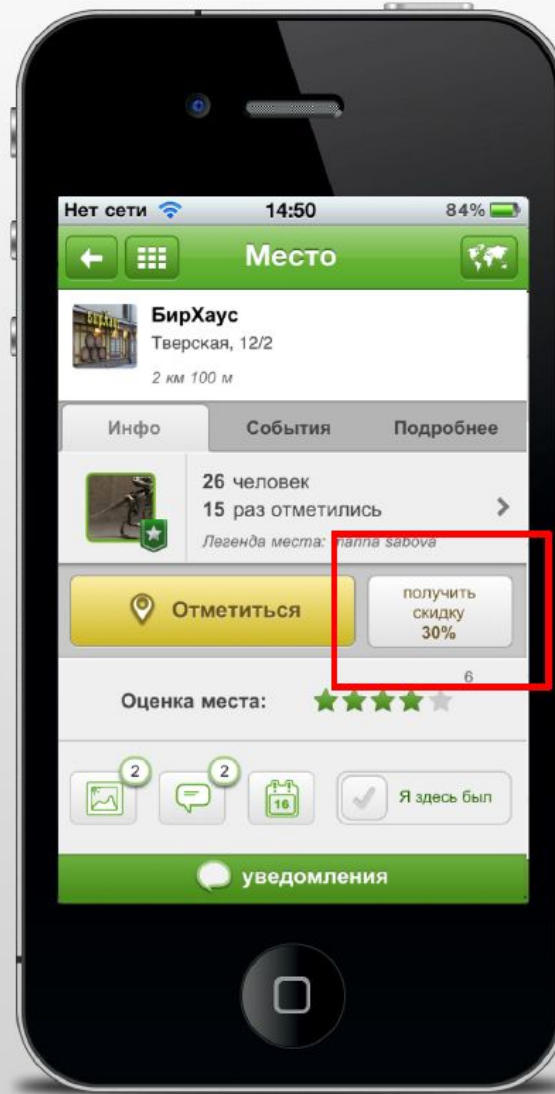 Нет сети 14:50 84%
Место
БирХаус
Тверская, 12/2
2 км 100 м
Инфо События Подробнее
26 человек
15 раз отметились
Легенда места: marina sabova
Отметиться
получить
скидку
30%
6
Оценка места:
2 2
16
Я здесь был
уведомления